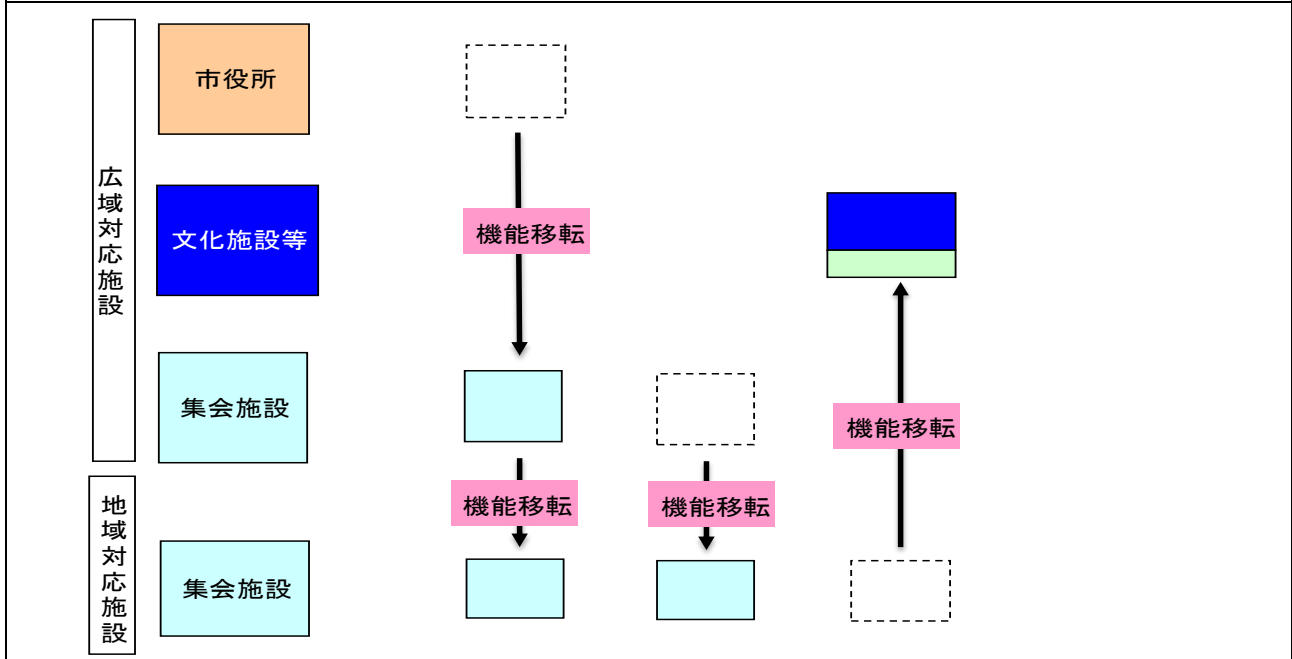 広域対応施設
市役所
文化施設等
機能移転
集会施設
機能移転
機能移転
機能移転
地域対応施設
集会施設